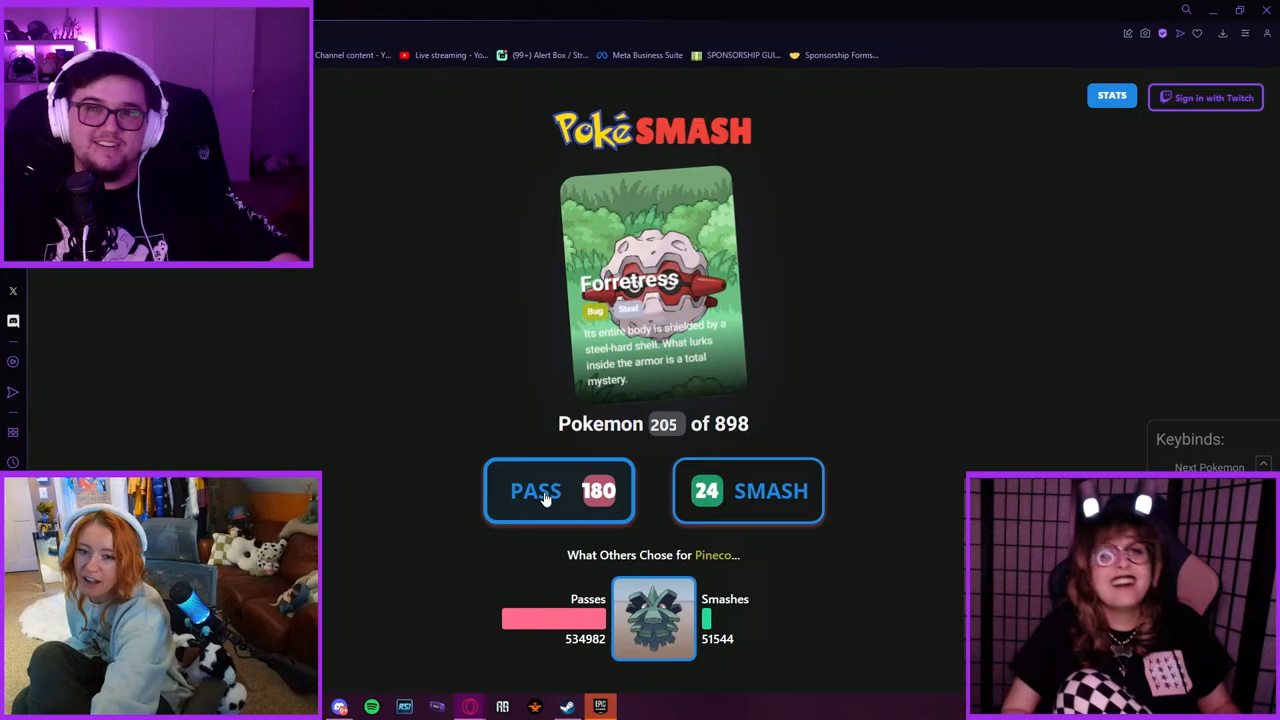 Channel content - Y...
Live streaming - Yo...
(99+) Alert Box / Str...
Meta Business Suite
SPONSORSHIP GUI...
Sponsorship Forms...
STATS
Sign in with Twitch
PokéSMASH
Forretress
Bug
Steel
Its entire body is shielded by a
steel-hard shell. What lurks
inside the armor is a total
mystery.
Pokemon 205 of 898
PASS 180
24 SMASH
Keybinds:
Next Pokemon
What Others Chose for Pineco...
Passes
534982
Smashes
51544
RSI
EPIC